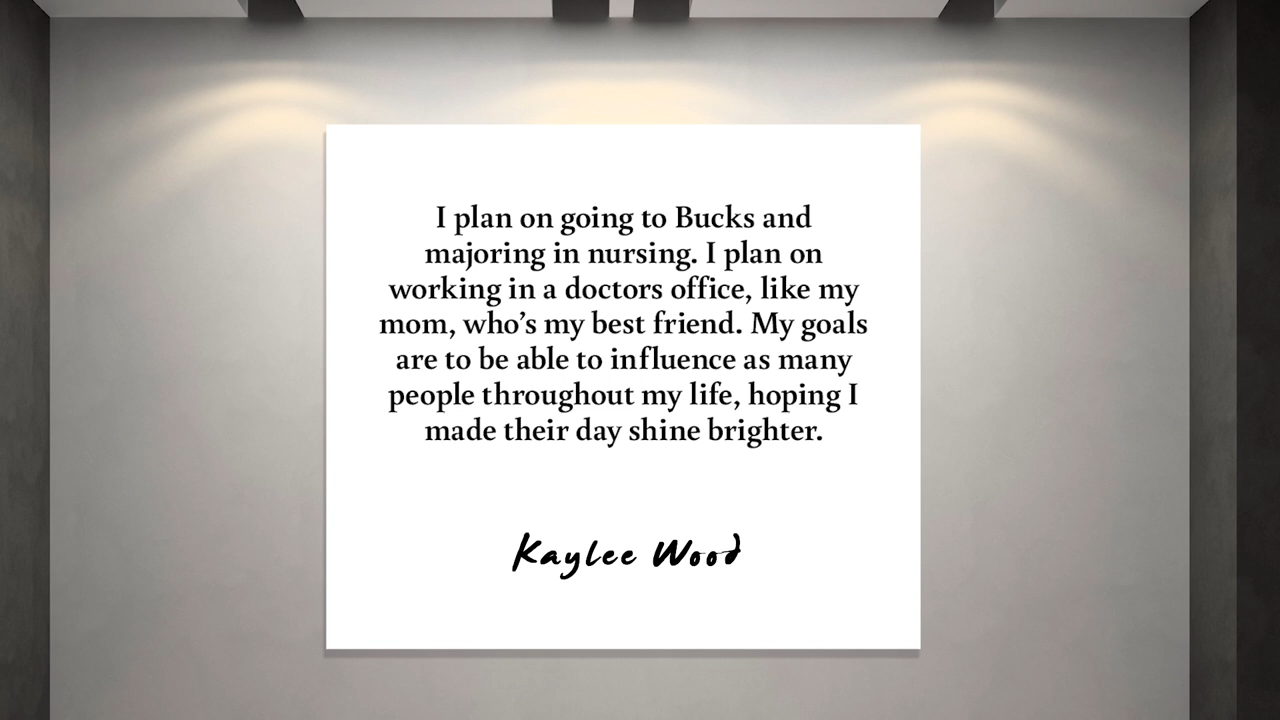 I plan on going to Bucks and
majoring in nursing. I plan on
working in a doctors office, like my
mom, who’s my best friend. My goals
are to be able to influence as many
people throughout my life, hoping I
made their day shine brighter.
Kaylee Wood